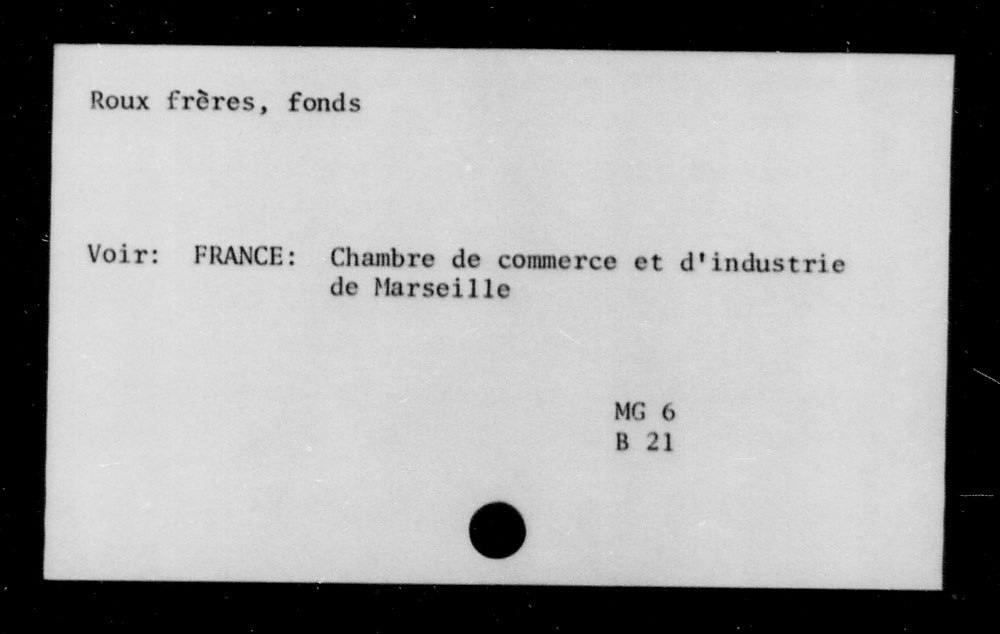 Roux frères, fonds
Voir: FRANCE: Chambre de commerce et d'industrie
de Marseille
MG 6
B 21